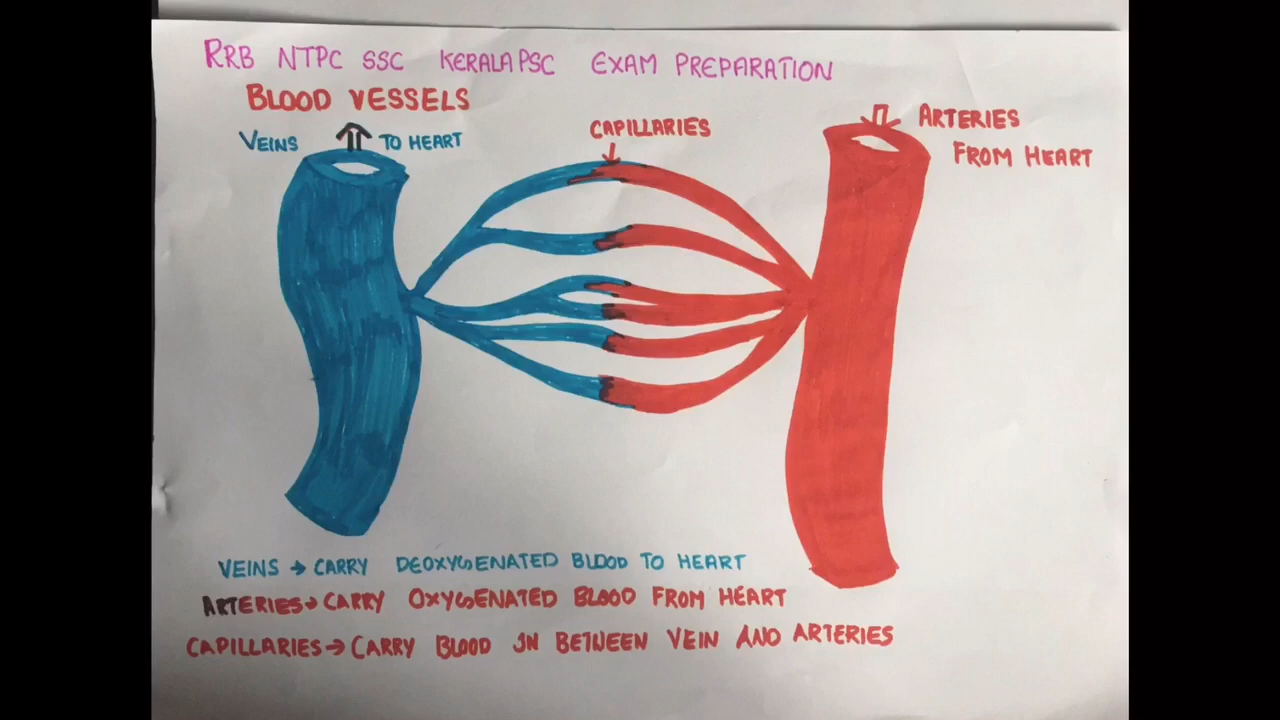 RRB NTPC SSC KERALA PSC EXAM PREPARATION
BLOOD VESSELS
VEINS TO HEART
CAPILLARIES
ARTERIES
FROM HEART
VEINS → CARRY DEOXYGENATED BLOOD TO HEART
ARTERIES → CARRY OXYGENATED BLOOD FROM HEART
CAPILLARIES → CARRY BLOOD IN BETWEEN VEIN AND ARTERIES